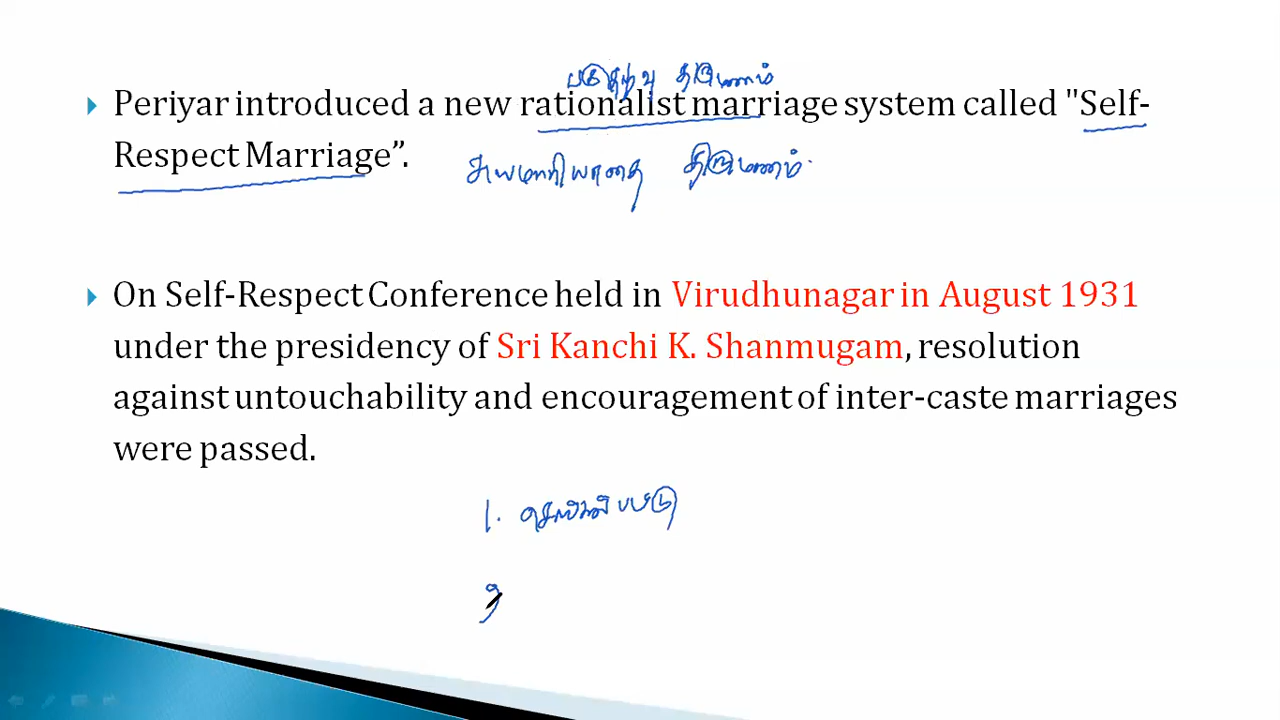 பகுத்தறிவு திருமணம்
Periyar introduced a new rationalist marriage system called "Self-
Respect Marriage”.
சுயமரியாதை திருமணம்.
On Self-Respect Conference held in Virudhunagar in August 1931
under the presidency of Sri Kanchi K. Shanmugam, resolution
against untouchability and encouragement of inter-caste marriages
were passed.
1. செங்கல்பட்டு